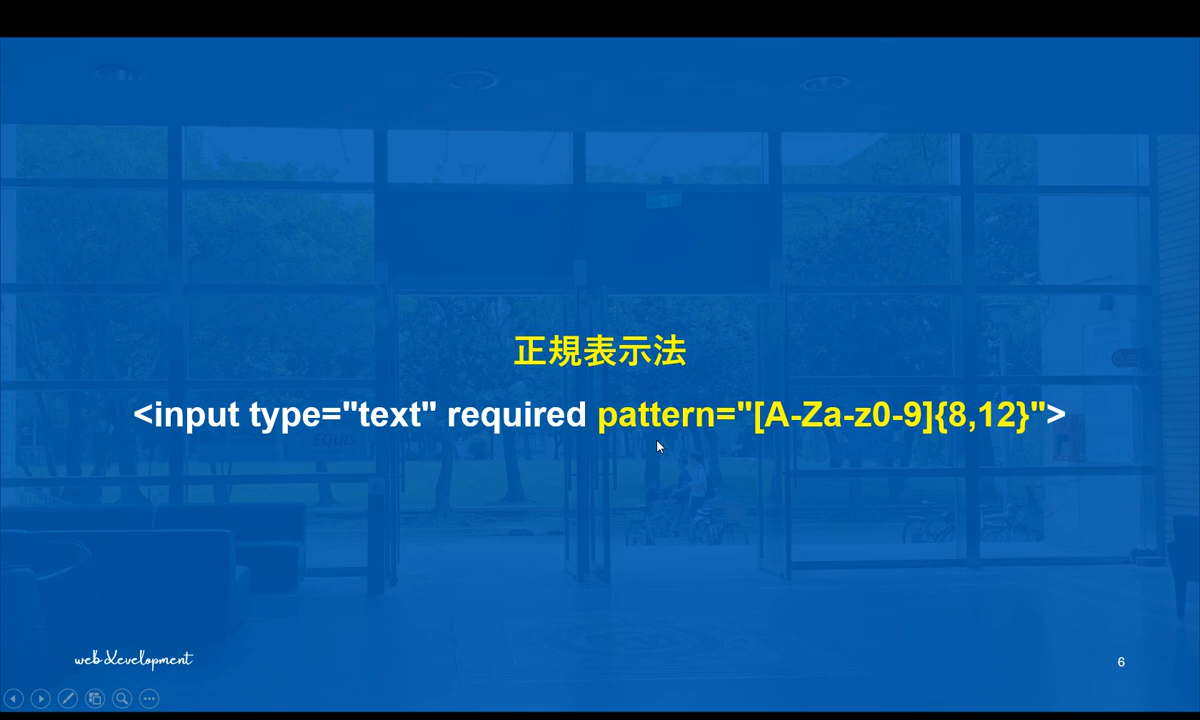 正規表示法
<input type="text" required pattern="[A-Za-z0-9]{8,12}">
web development
6